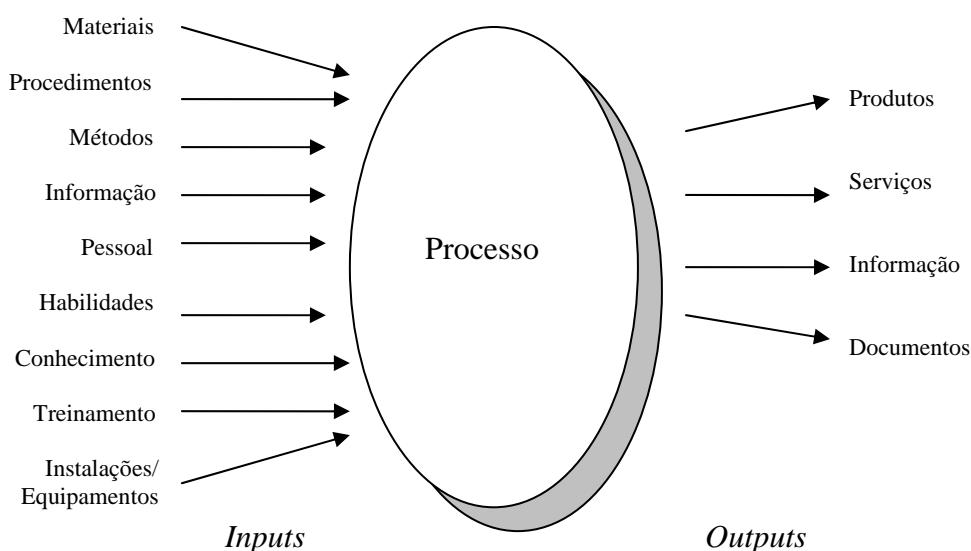 Materiais
Procedimentos
Métodos
Informação
Pessoal
Habilidades
Conhecimento
Treinamento
Instalações/
Equipamentos
Inputs
Processo
Produtos
Serviços
Informação
Documentos
Outputs